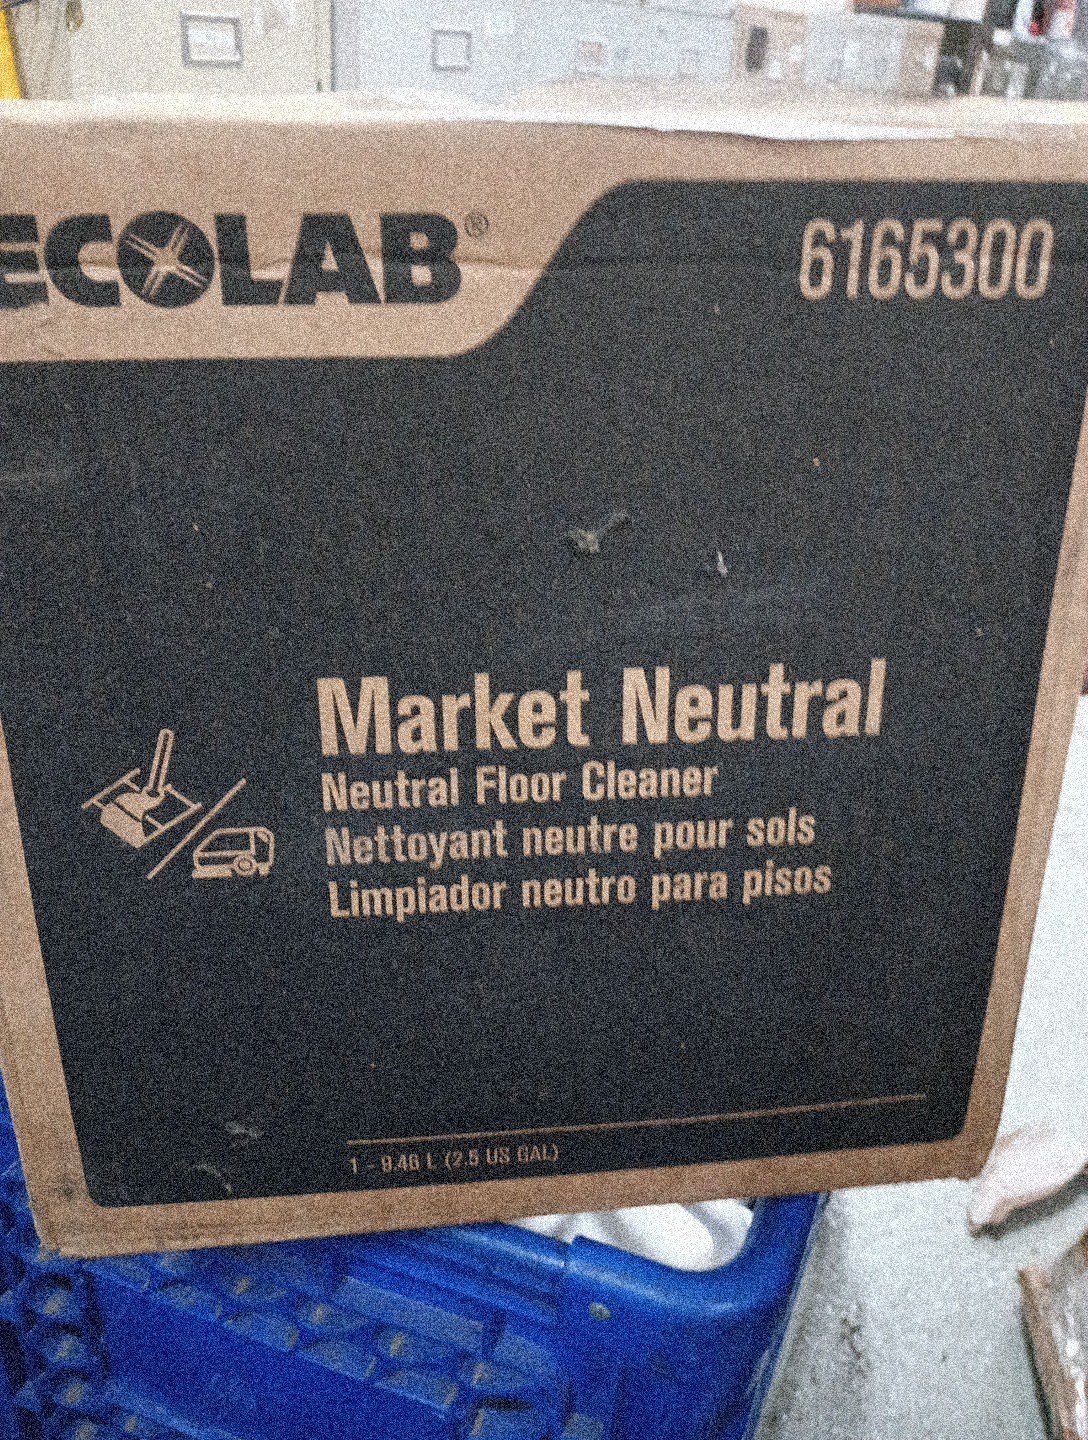 ECOLAB®
6165300
Market Neutral
Neutral Floor Cleaner
Nettoyant neutre pour sols
Limpiador neutro para pisos
1 - 9.46 L (2.5 US GAL)